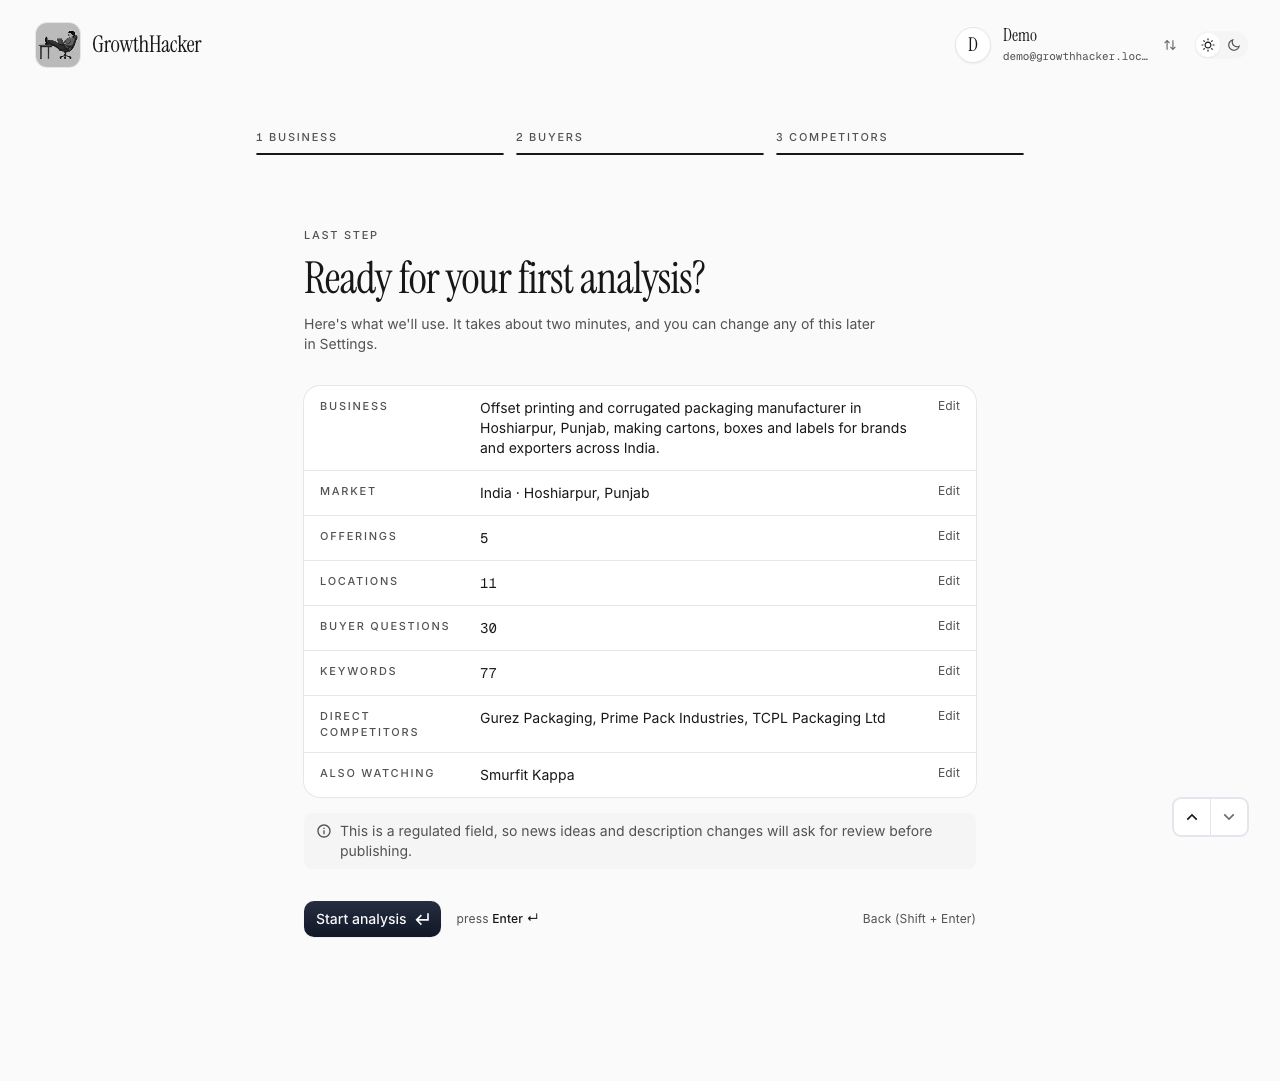 GrowthHacker
D
Demo
demo@growthhacker.loc…
1 BUSINESS
2 BUYERS
3 COMPETITORS
LAST STEP
Ready for your first analysis?
Here's what we'll use. It takes about two minutes, and you can change any of this later
in Settings.
BUSINESS
Offset printing and corrugated packaging manufacturer in
Hoshiarpur, Punjab, making cartons, boxes and labels for brands
and exporters across India.
Edit
MARKET
India · Hoshiarpur, Punjab
Edit
OFFERINGS
5
Edit
LOCATIONS
11
Edit
BUYER QUESTIONS
30
Edit
KEYWORDS
77
Edit
DIRECT
COMPETITORS
Gurez Packaging, Prime Pack Industries, TCPL Packaging Ltd
Edit
ALSO WATCHING
Smurfit Kappa
Edit
This is a regulated field, so news ideas and description changes will ask for review before
publishing.
Start analysis ↵
press Enter ↵
Back (Shift + Enter)